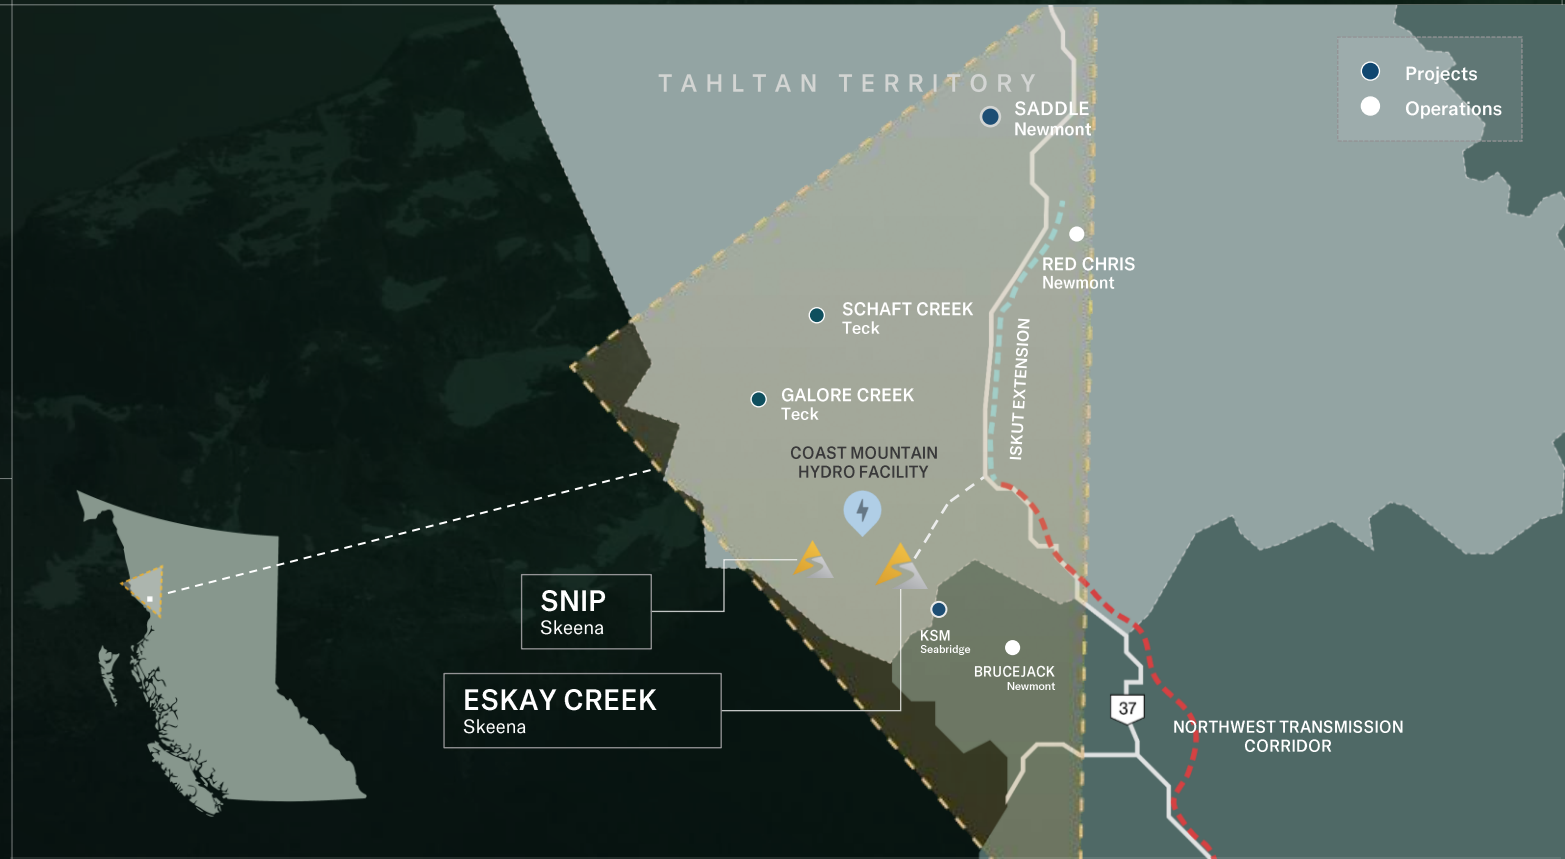 TAHLTAN TERRITORY
Projects
Operations
SADDLE
Newmont
RED CHRIS
Newmont
SCHAFT CREEK
Teck
ISKUT EXTENSION
GALORE CREEK
Teck
COAST MOUNTAIN
HYDRO FACILITY
SNIP
Skeena
KSM
Seabridge
BRUCEJACK
Newmont
ESKAY CREEK
Skeena
37
NORTHWEST TRANSMISSION
CORRIDOR